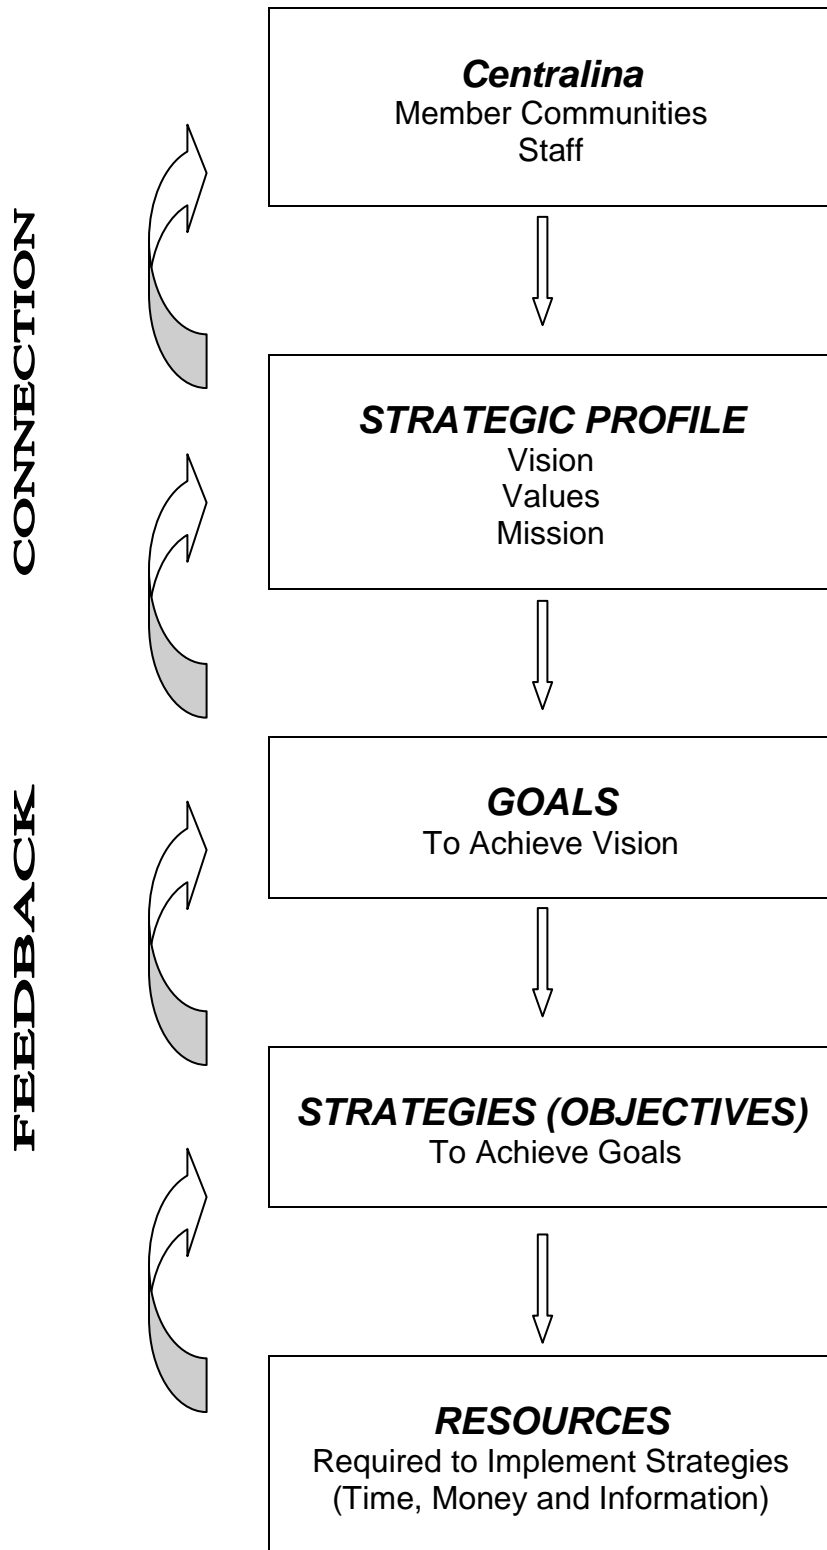 Centralina
Member Communities
Staff
CONNECTION
STRATEGIC PROFILE
Vision
Values
Mission
GOALS
To Achieve Vision
FEEDBACK
STRATEGIES (OBJECTIVES)
To Achieve Goals
RESOURCES
Required to Implement Strategies
(Time, Money and Information)